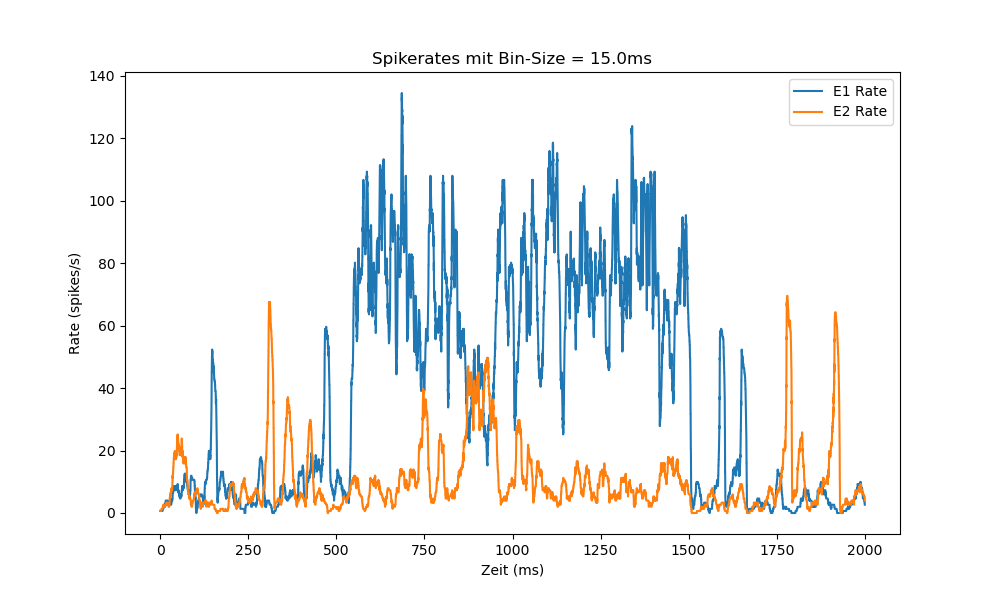 Spikerates mit Bin-Size = 15.0ms
E1 Rate
E2 Rate
Rate (spikes/s)
140
120
100
80
60
40
20
0
0 250 500 750 1000 1250 1500 1750 2000
Zeit (ms)